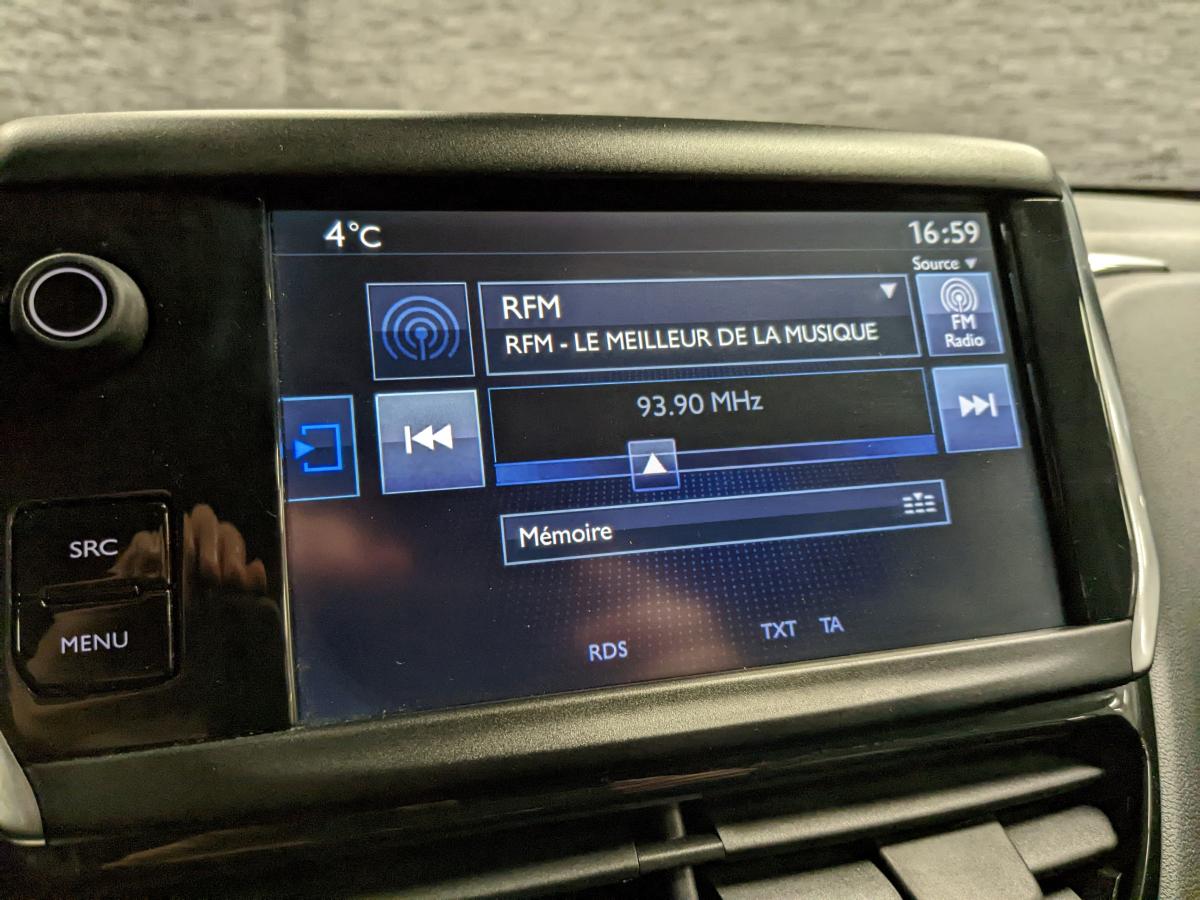 4°C
16:59
Source
RFM
RFM - LE MEILLEUR DE LA MUSIQUE
FM
Radio
93.90 MHz
SRC
Mémoire
MENU
RDS
TXT TA